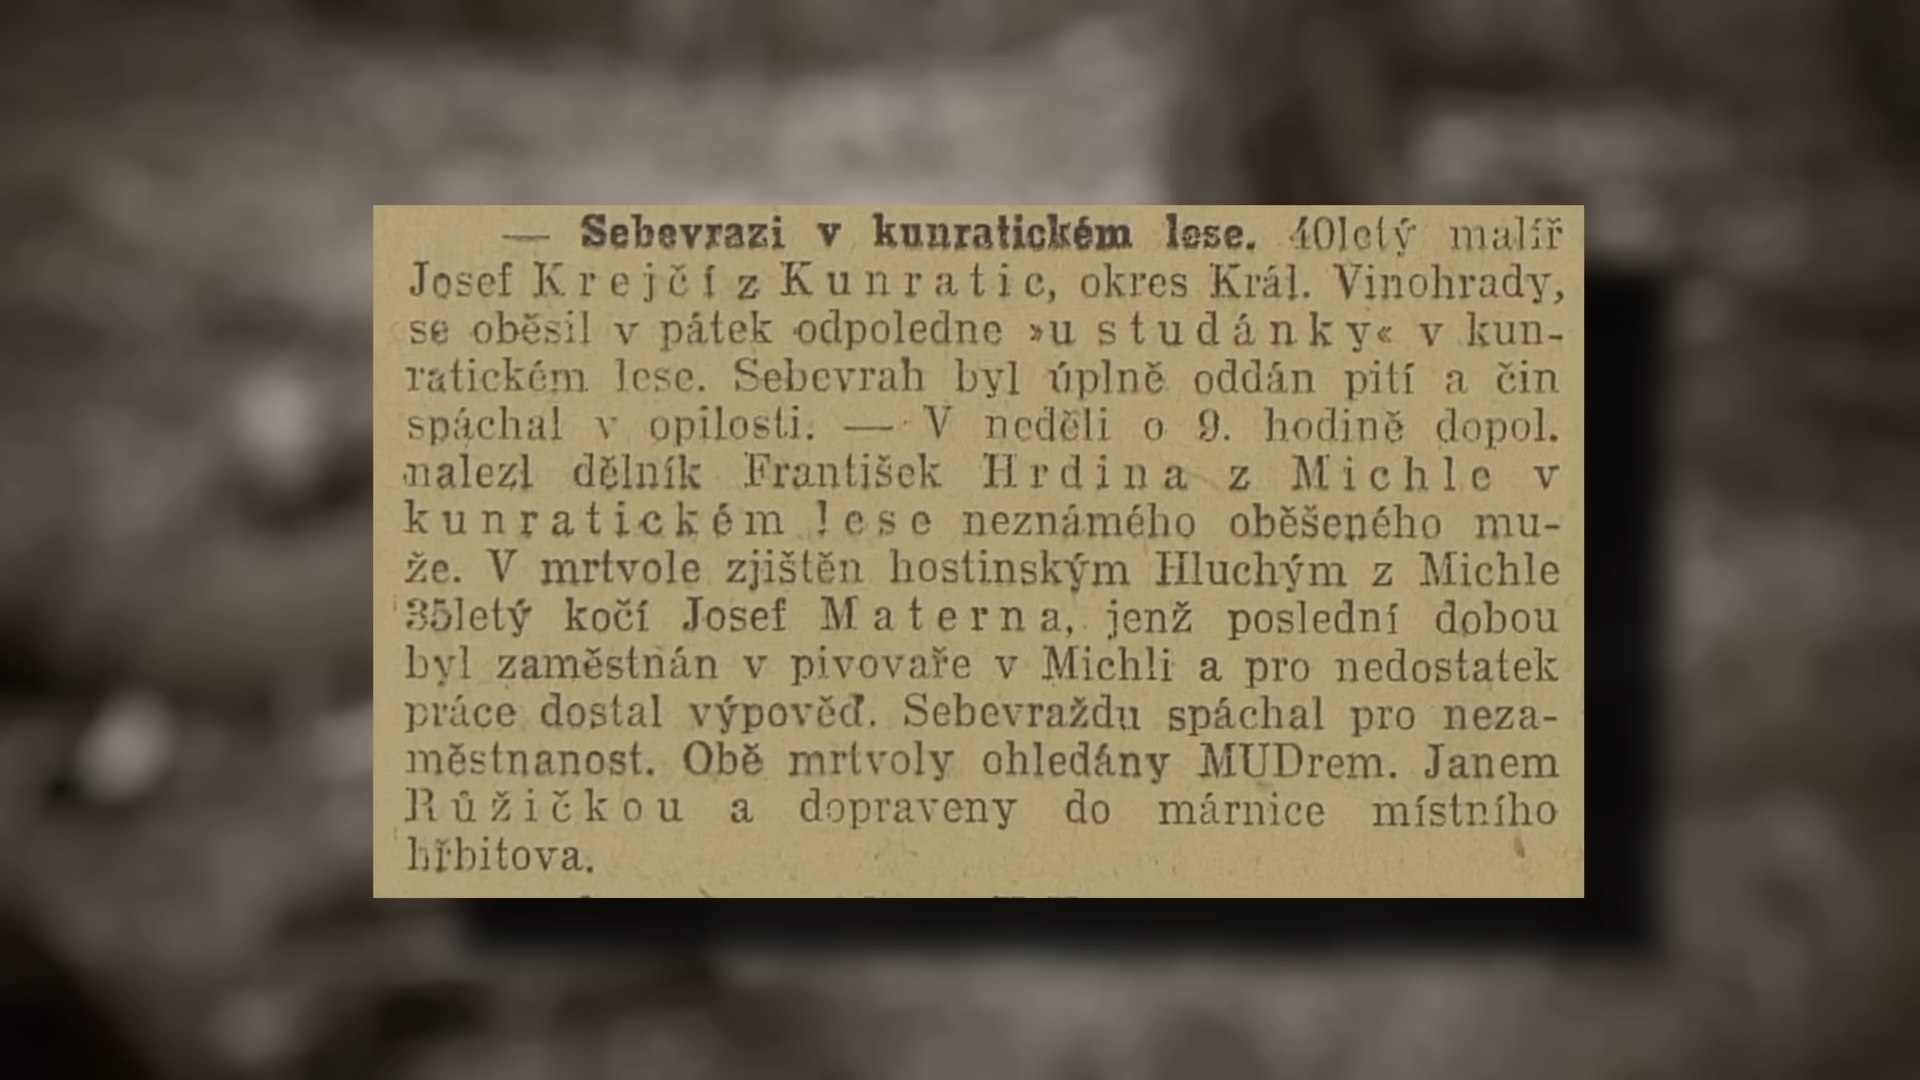 — Sebevrazi v kunratickém lese. 40letý malíř
Josef Krejčí z Kunratic, okres Král. Vinohrady,
se oběsil v pátek odpoledne »u studánky« v kun-
ratickém lese. Sebevrah byl úplně oddán pití a čin
spáchal v opilosti. — V neděli o 9. hodině dopol.
nalezl dělník František Hrdina z Michle v
kunratickém lese neznámého oběšeného mu-
že. V mrtvole zjištěn hostinským Hluchým z Michle
35letý kočí Josef Materna, jenž poslední dobou
byl zaměstnán v pivovaře v Michli a pro nedostatek
práce dostal výpověď. Sebevraždu spáchal pro neza-
městnanost. Obě mrtvoly ohledány MUDrem. Janem
Růžičkou a dopraveny do márnice místního
hřbitova.